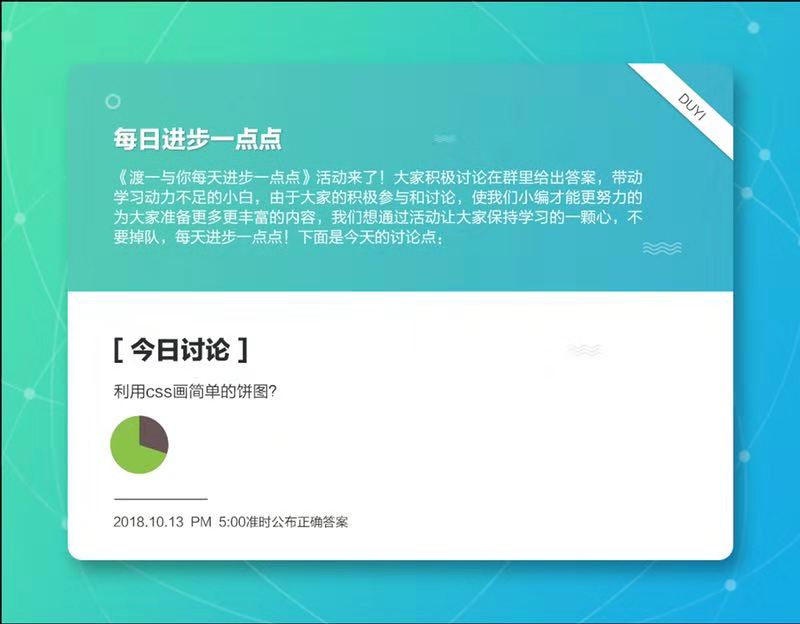 DUYI
每日进步一点点
《渡一与你每天进步一点点》活动来了！大家积极讨论在群里给出答案，带动
学习动力不足的小白，由于大家的积极参与和讨论，使我们小编才能更努力的
为大家准备更多更丰富的内容，我们想通过活动让大家保持学习的一颗心，不
要掉队，每天进步一点点！下面是今天的讨论点；
[ 今日讨论 ]
利用css画简单的饼图?
2018.10.13 PM 5:00准时公布正确答案